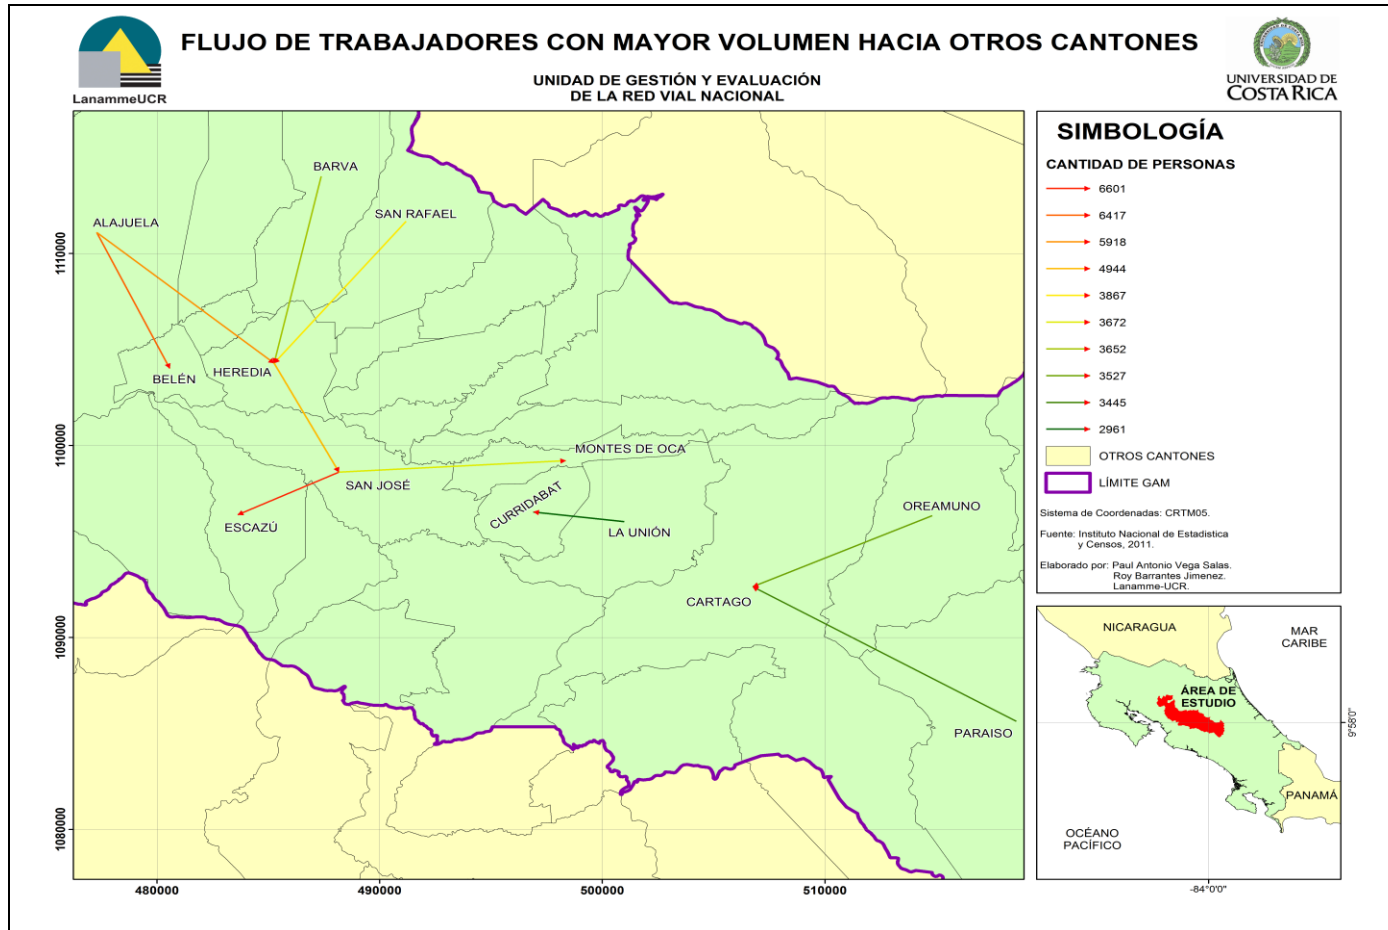 FLUJO DE TRABAJADORES CON MAYOR VOLUMEN HACIA OTROS CANTONES
UNIDAD DE GESTIÓN Y EVALUACIÓN
DE LA RED VIAL NACIONAL
LanammeUCR
UNIVERSIDAD DE
COSTA RICA
BARVA
SAN RAFAEL
ALAJUELA
BELÉN
HEREDIA
MONTES DE OCA
SAN JOSÉ
CURRIDABAT
ESCAZÚ
LA UNIÓN
OREAMUNO
CARTAGO
PARAISO
1110000
1100000
1090000
1080000
480000
490000
500000
510000
SIMBOLOGÍA
CANTIDAD DE PERSONAS
6601
6417
5918
4944
3867
3672
3652
3527
3445
2961
OTROS CANTONES
LÍMITE GAM
Sistema de Coordenadas: CRTM05.
Fuente: Instituto Nacional de Estadística
y Censos, 2011.
Elaborado por: Paul Antonio Vega Salas.
Roy Barrantes Jimenez.
Lanamme-UCR.
NICARAGUA
MAR
CARIBE
ÁREA DE
ESTUDIO
PANAMÁ
OCÉANO
PACÍFICO
9°58'0"
-84°0'0"